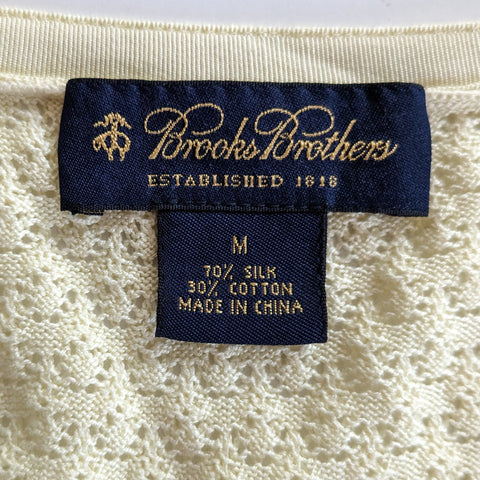 Brooks Brothers
ESTABLISHED 1818
M
70% SILK
30% COTTON
MADE IN CHINA